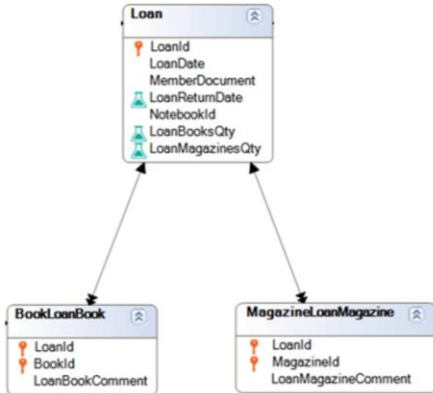 Loan
LoanId
LoanDate
MemberDocument
LoanReturnDate
NotebookId
LoanBooksQty
LoanMagazinesQty
BookLoanBook
LoanId
BookId
LoanBookComment
MagazineLoanMagazine
LoanId
MagazineId
LoanMagazineComment